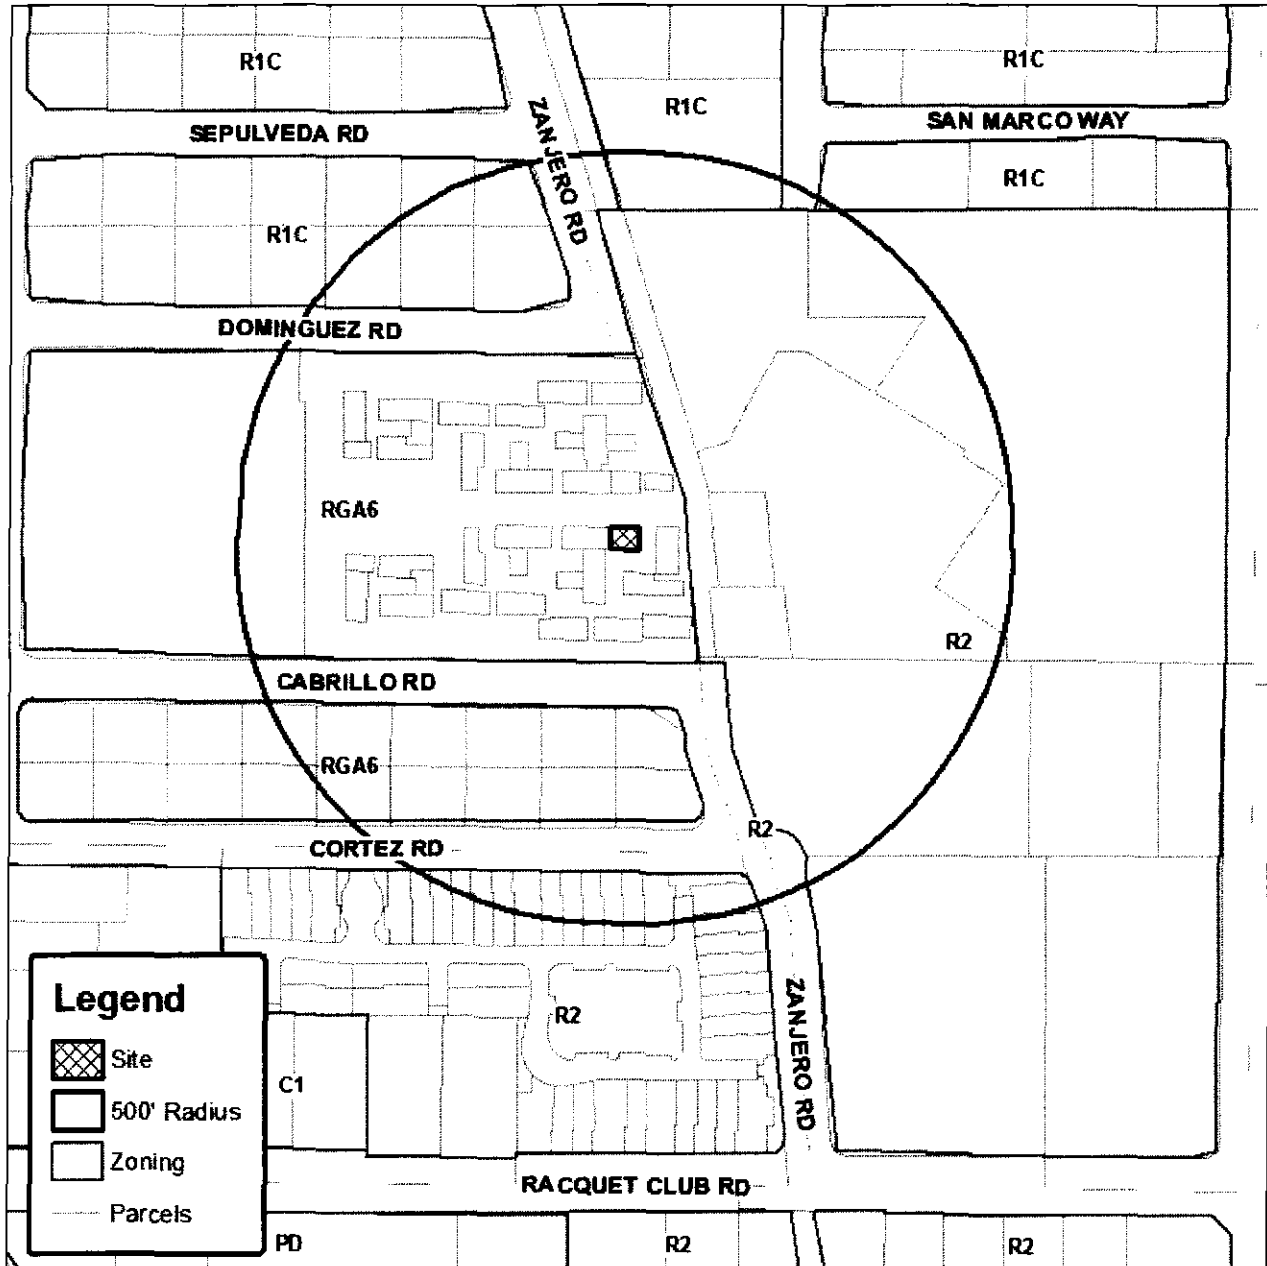 R1C
R1C
R1C
SEPULVEDA RD
ZANJERO RD
SAN MARCO WAY
R1C
R1C
DOMINGUEZ RD
RGA6
R2
CABRILLO RD
RGA6
R2
CORTEZ RD
R2
ZANJERO RD
C1
RACQUET CLUB RD
PD
R2
R2
Legend
Site
500' Radius
Zoning
Parcels